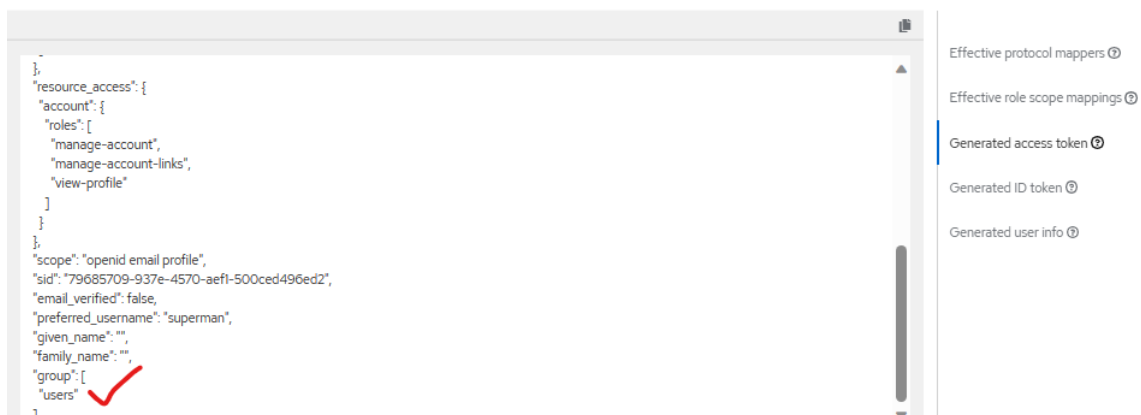 },
"resource_access": {
"account": {
"roles": [
"manage-account",
"manage-account-links",
"view-profile"
]
}
},
"scope": "openid email profile",
"sid": "79685709-937e-4570-aef1-500ced496ed2",
"email_verified": false,
"preferred_username": "superman",
"given_name": "",
"family_name": "",
"group": [
"users"
Effective protocol mappers
Effective role scope mappings
Generated access token
Generated ID token
Generated user info